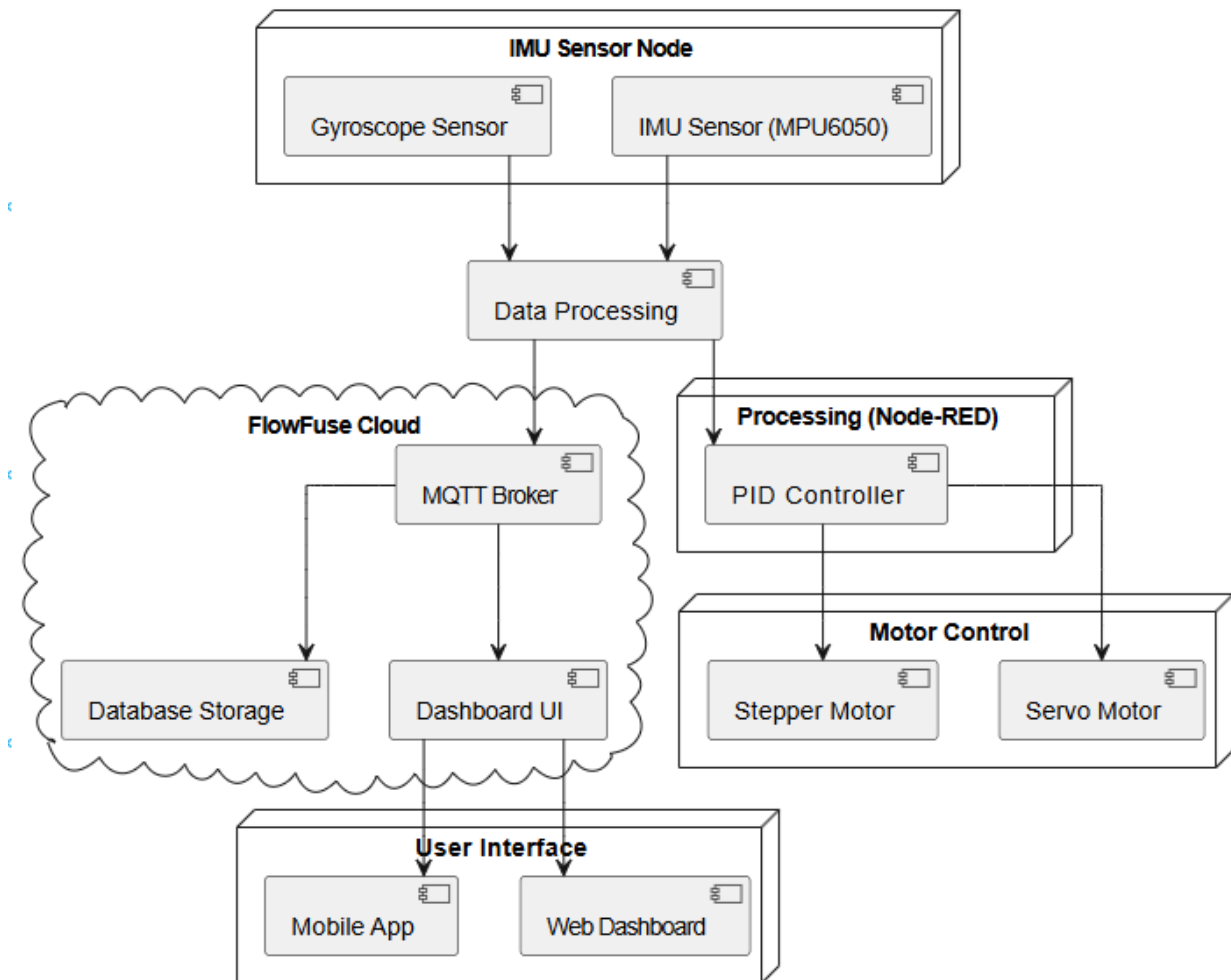 IMU Sensor Node
Gyroscope Sensor
IMU Sensor (MPU6050)
Data Processing
FlowFuse Cloud
Processing (Node-RED)
MQTT Broker
PID Controller
Motor Control
Database Storage
Dashboard UI
Stepper Motor
Servo Motor
User Interface
Mobile App
Web Dashboard